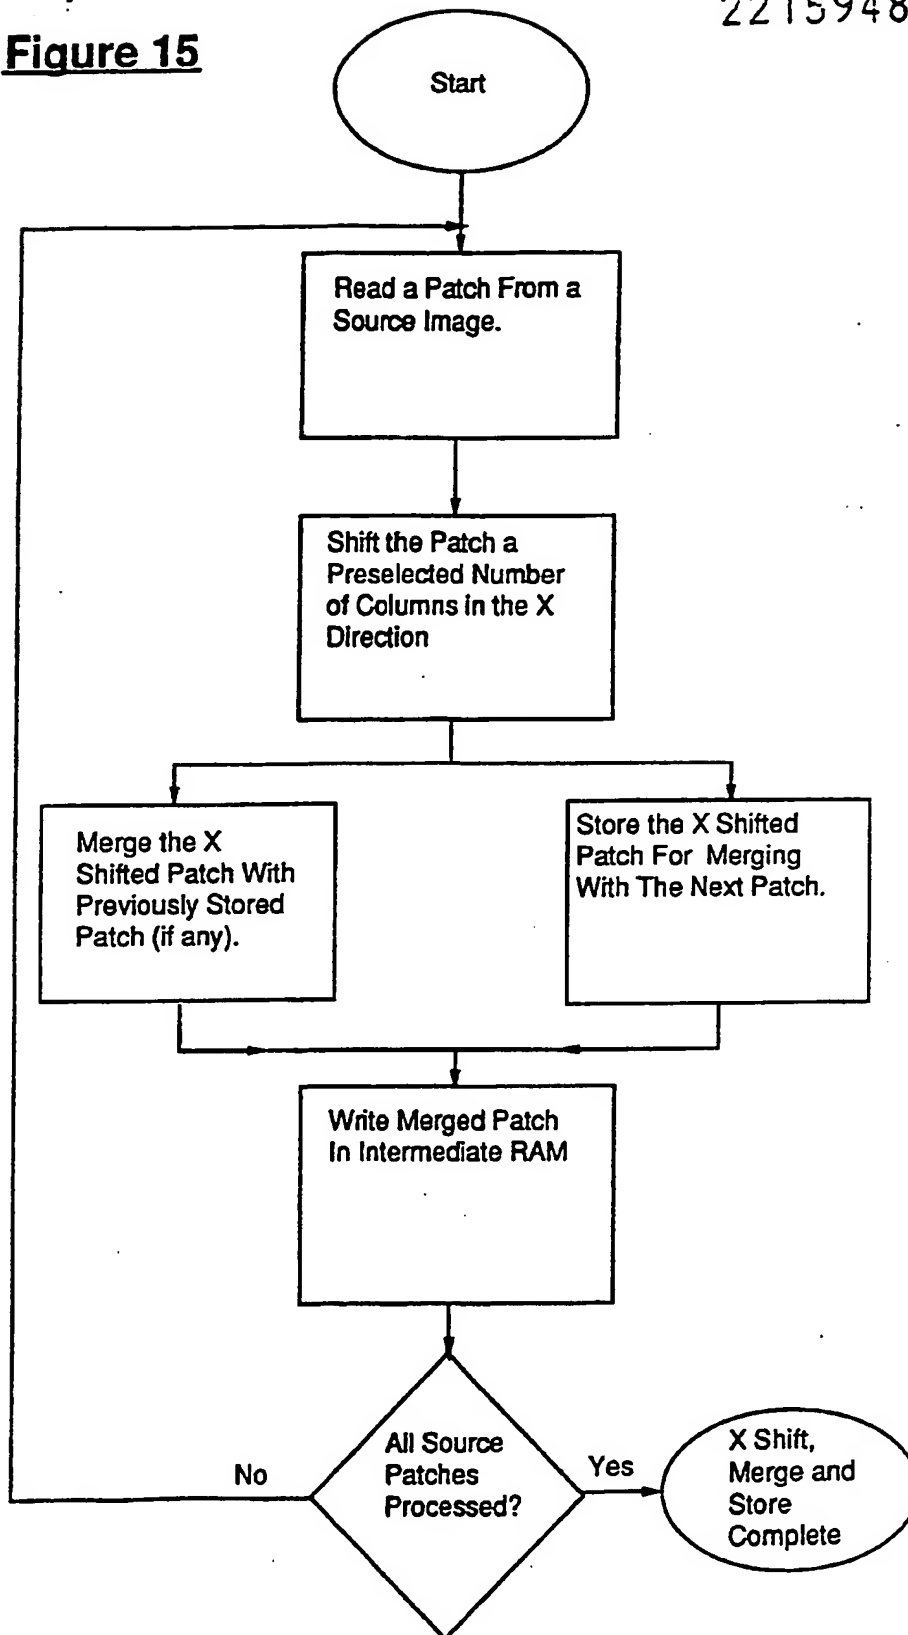 2215948
Figure 15
Start
Read a Patch From a
Source Image.
Shift the Patch a
Preselected Number
of Columns in the X
Direction
Merge the X
Shifted Patch With
Previously Stored
Patch (if any).
Store the X Shifted
Patch For Merging
With The Next Patch.
Write Merged Patch
In Intermediate RAM
All Source
Patches
Processed?
No
Yes
X Shift,
Merge and
Store
Complete